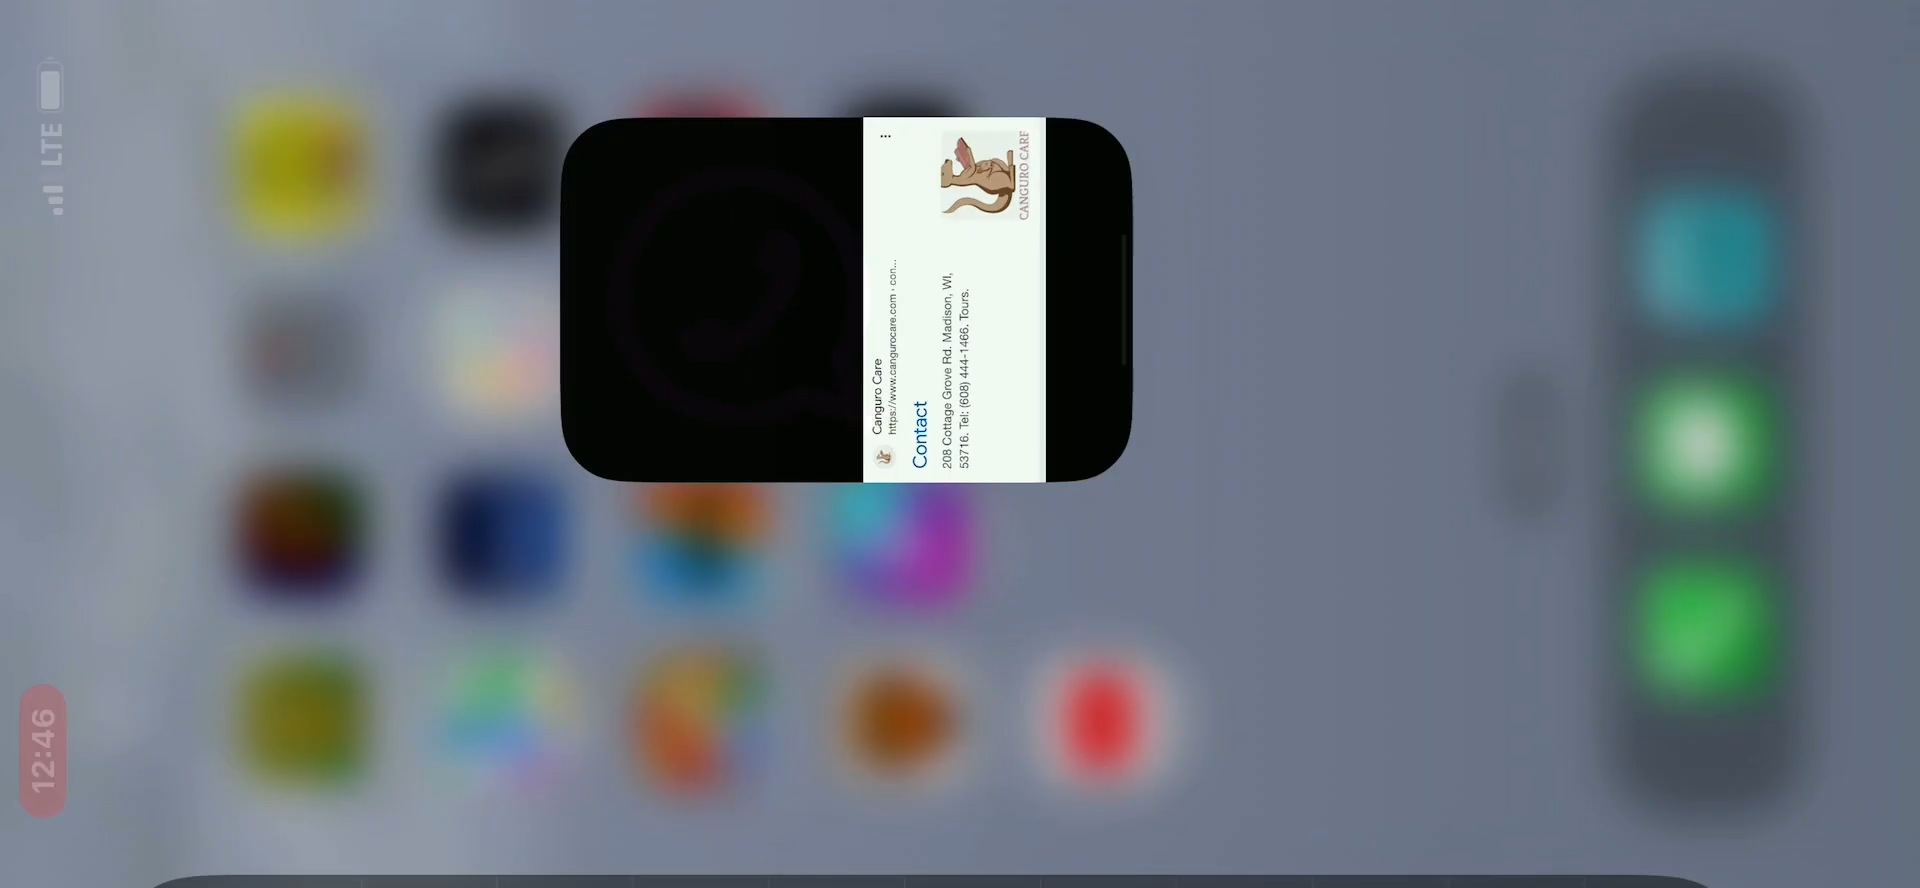 12:46
LTE
Canguro Care
https://www.cangurocare.com › con...
Contact
208 Cottage Grove Rd. Madison, WI,
53716. Tel: (608) 444-1466. Tours.
CANGURO CARE